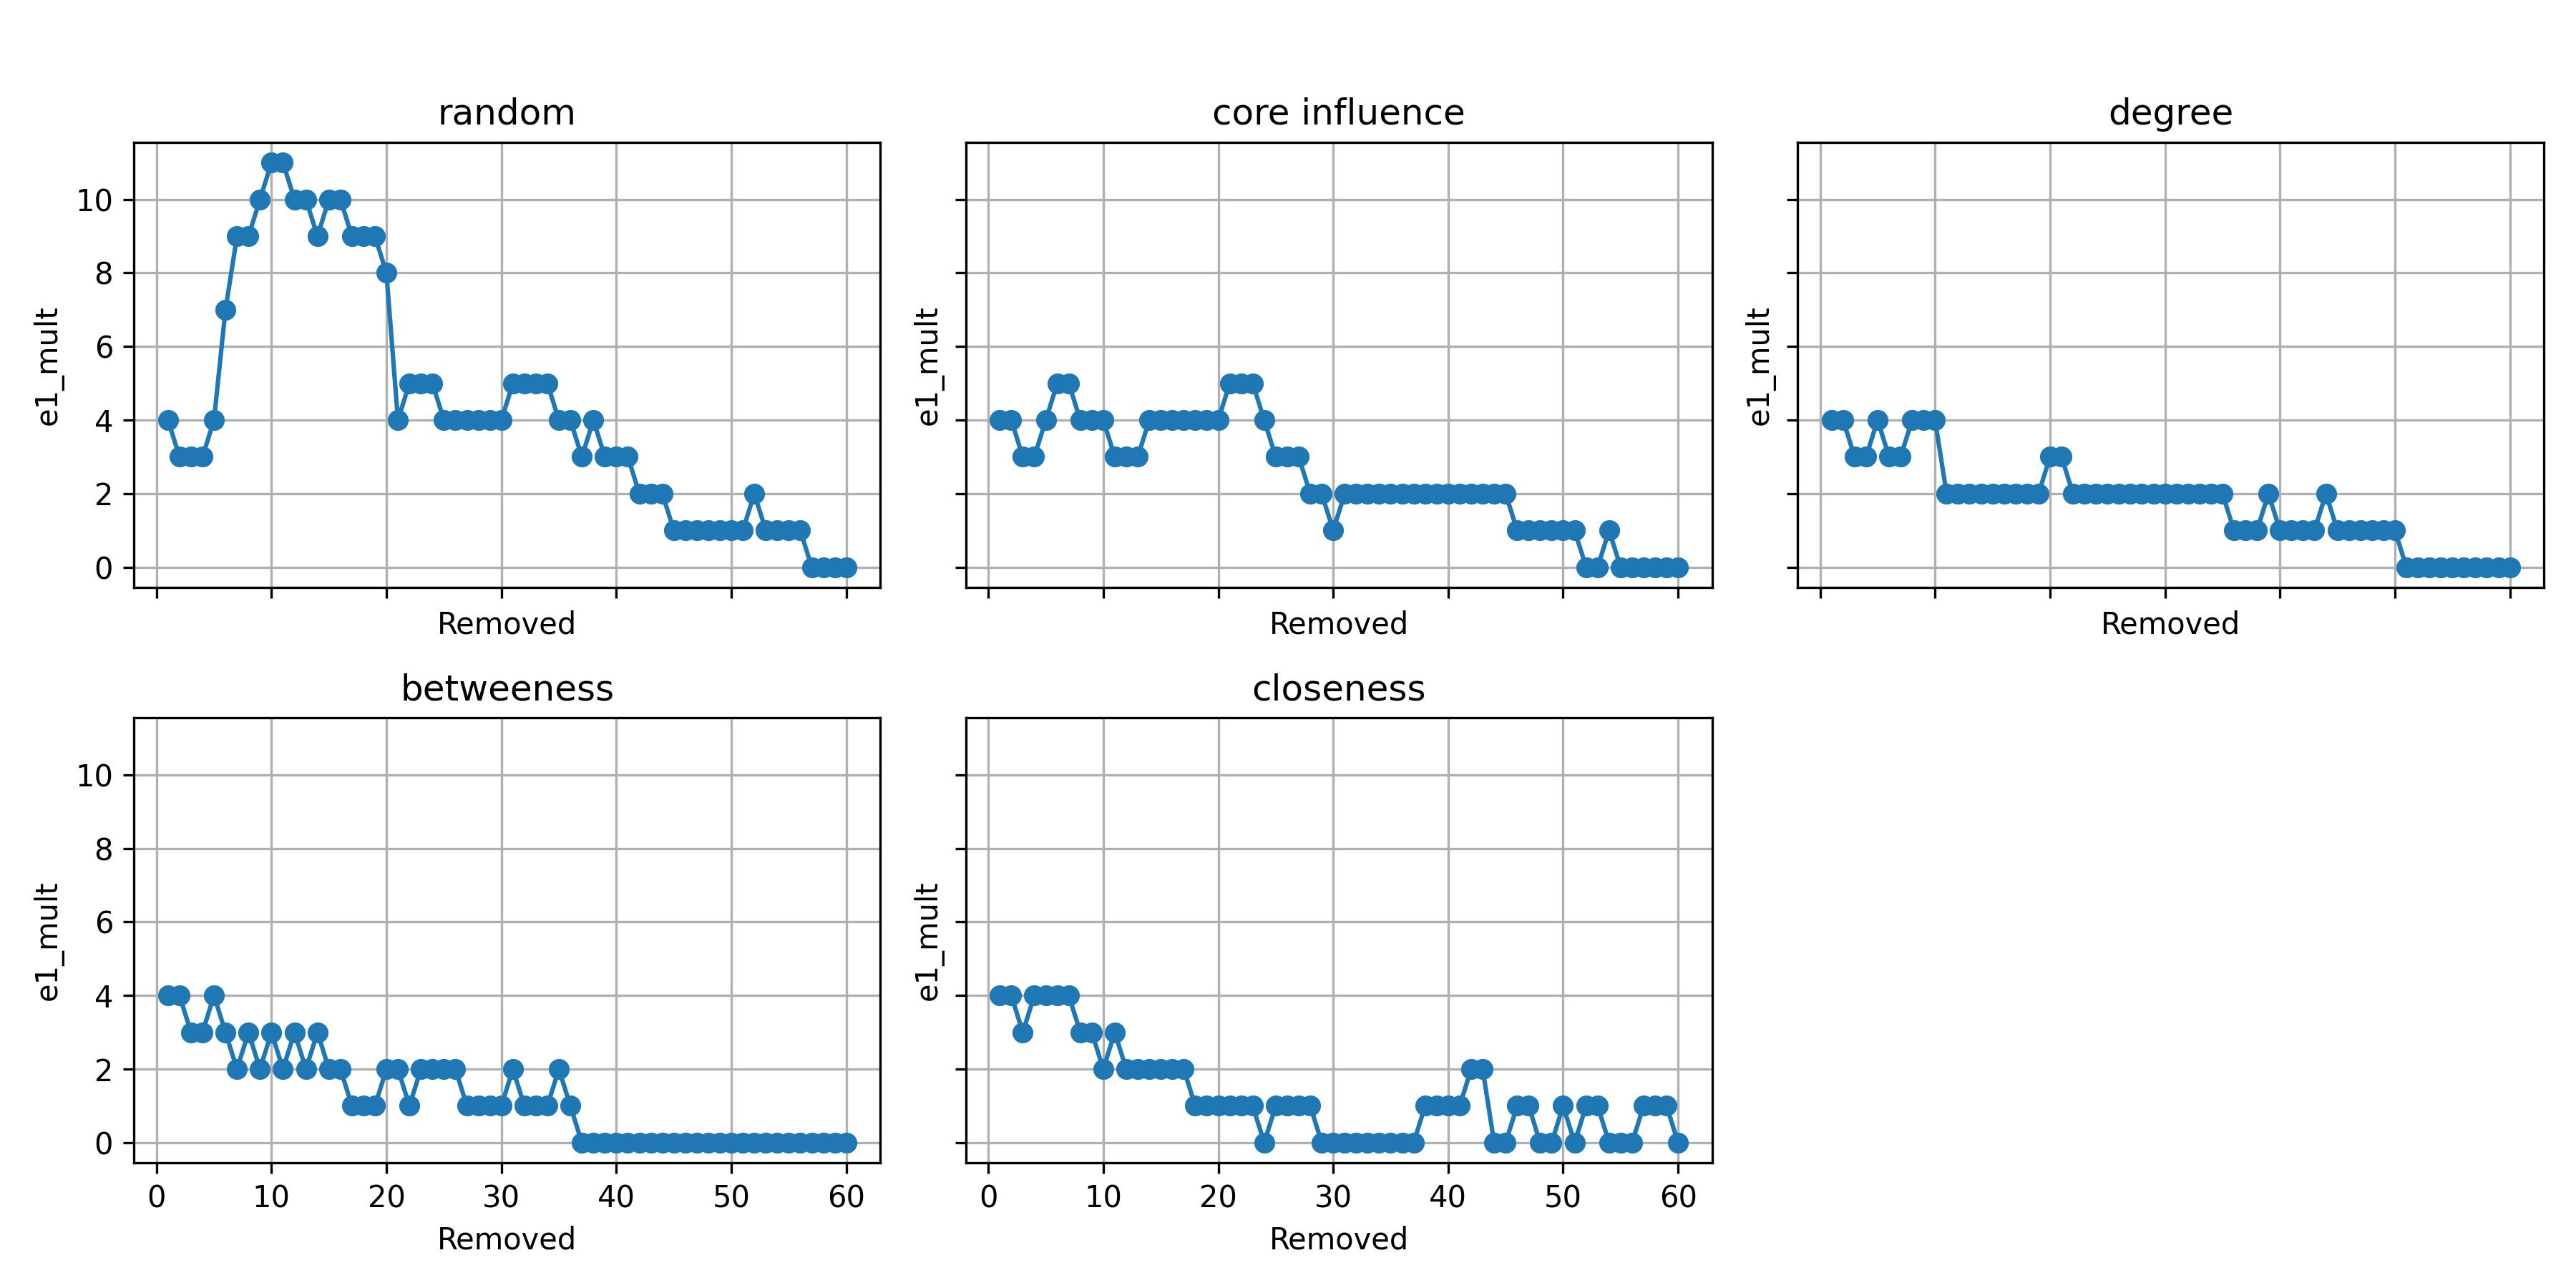 random
core influence
degree
10
8
6
4
2
0
e1_mult
e1_mult
e1_mult
Removed
Removed
Removed
betweeness
closeness
10
8
6
4
2
0
e1_mult
e1_mult
0 10 20 30 40 50 60
0 10 20 30 40 50 60
Removed
Removed